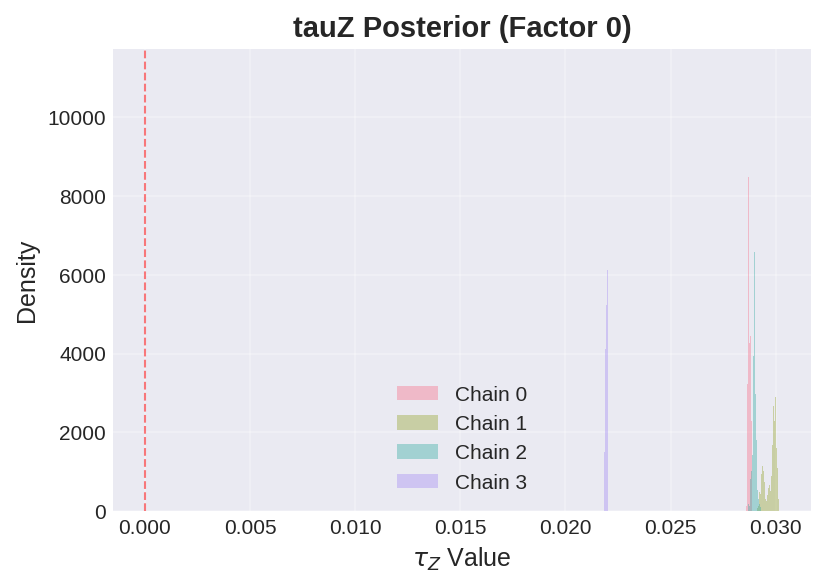 tauZ Posterior (Factor 0)
Density
10000
8000
6000
4000
2000
0
Chain 0
Chain 1
Chain 2
Chain 3
0.000 0.005 0.010 0.015 0.020 0.025 0.030
τZ Value